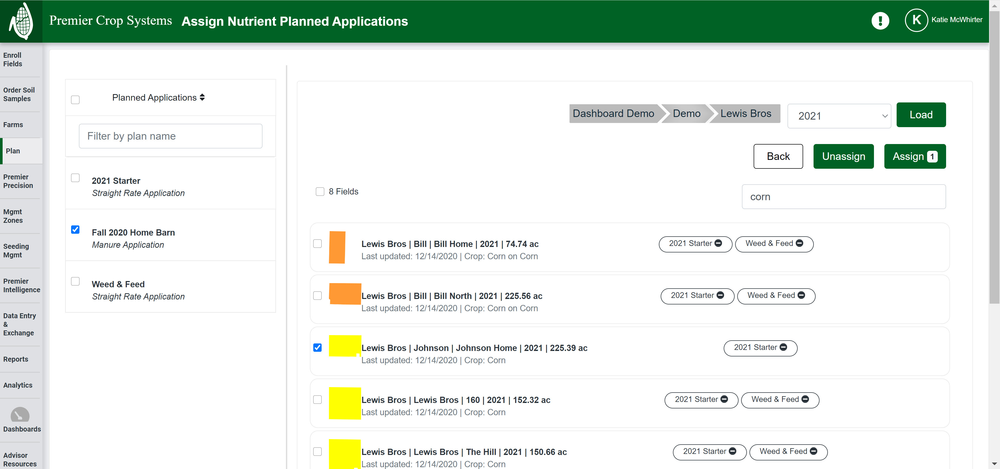 Premier Crop Systems Assign Nutrient Planned Applications
!
K Katie McWhirter
Enroll
Fields
Order Soil
Samples
Farms
Plan
Premier
Precision
Mgmt
Zones
Seeding
Mgmt
Premier
Intelligence
Data Entry
&
Exchange
Reports
Analytics
Dashboards
Advisor
Resources
Planned Applications
Filter by plan name
2021 Starter
Straight Rate Application
Fall 2020 Home Barn
Manure Application
Weed & Feed
Straight Rate Application
Dashboard Demo Demo Lewis Bros 2021 Load
Back Unassign Assign 1
8 Fields
corn
Lewis Bros | Bill | Bill Home | 2021 | 74.74 ac
Last updated: 12/14/2020 | Crop: Corn on Corn
2021 Starter Weed & Feed
Lewis Bros | Bill | Bill North | 2021 | 225.56 ac
Last updated: 12/14/2020 | Crop: Corn on Corn
2021 Starter Weed & Feed
Lewis Bros | Johnson | Johnson Home | 2021 | 225.39 ac
Last updated: 12/14/2020 | Crop: Corn
2021 Starter
Lewis Bros | Lewis Bros | 160 | 2021 | 152.32 ac
Last updated: 12/14/2020 | Crop: Corn
2021 Starter Weed & Feed
Lewis Bros | Lewis Bros | The Hill | 2021 | 150.66 ac
Last updated: 12/14/2020 | Crop: Corn
2021 Starter Weed & Feed